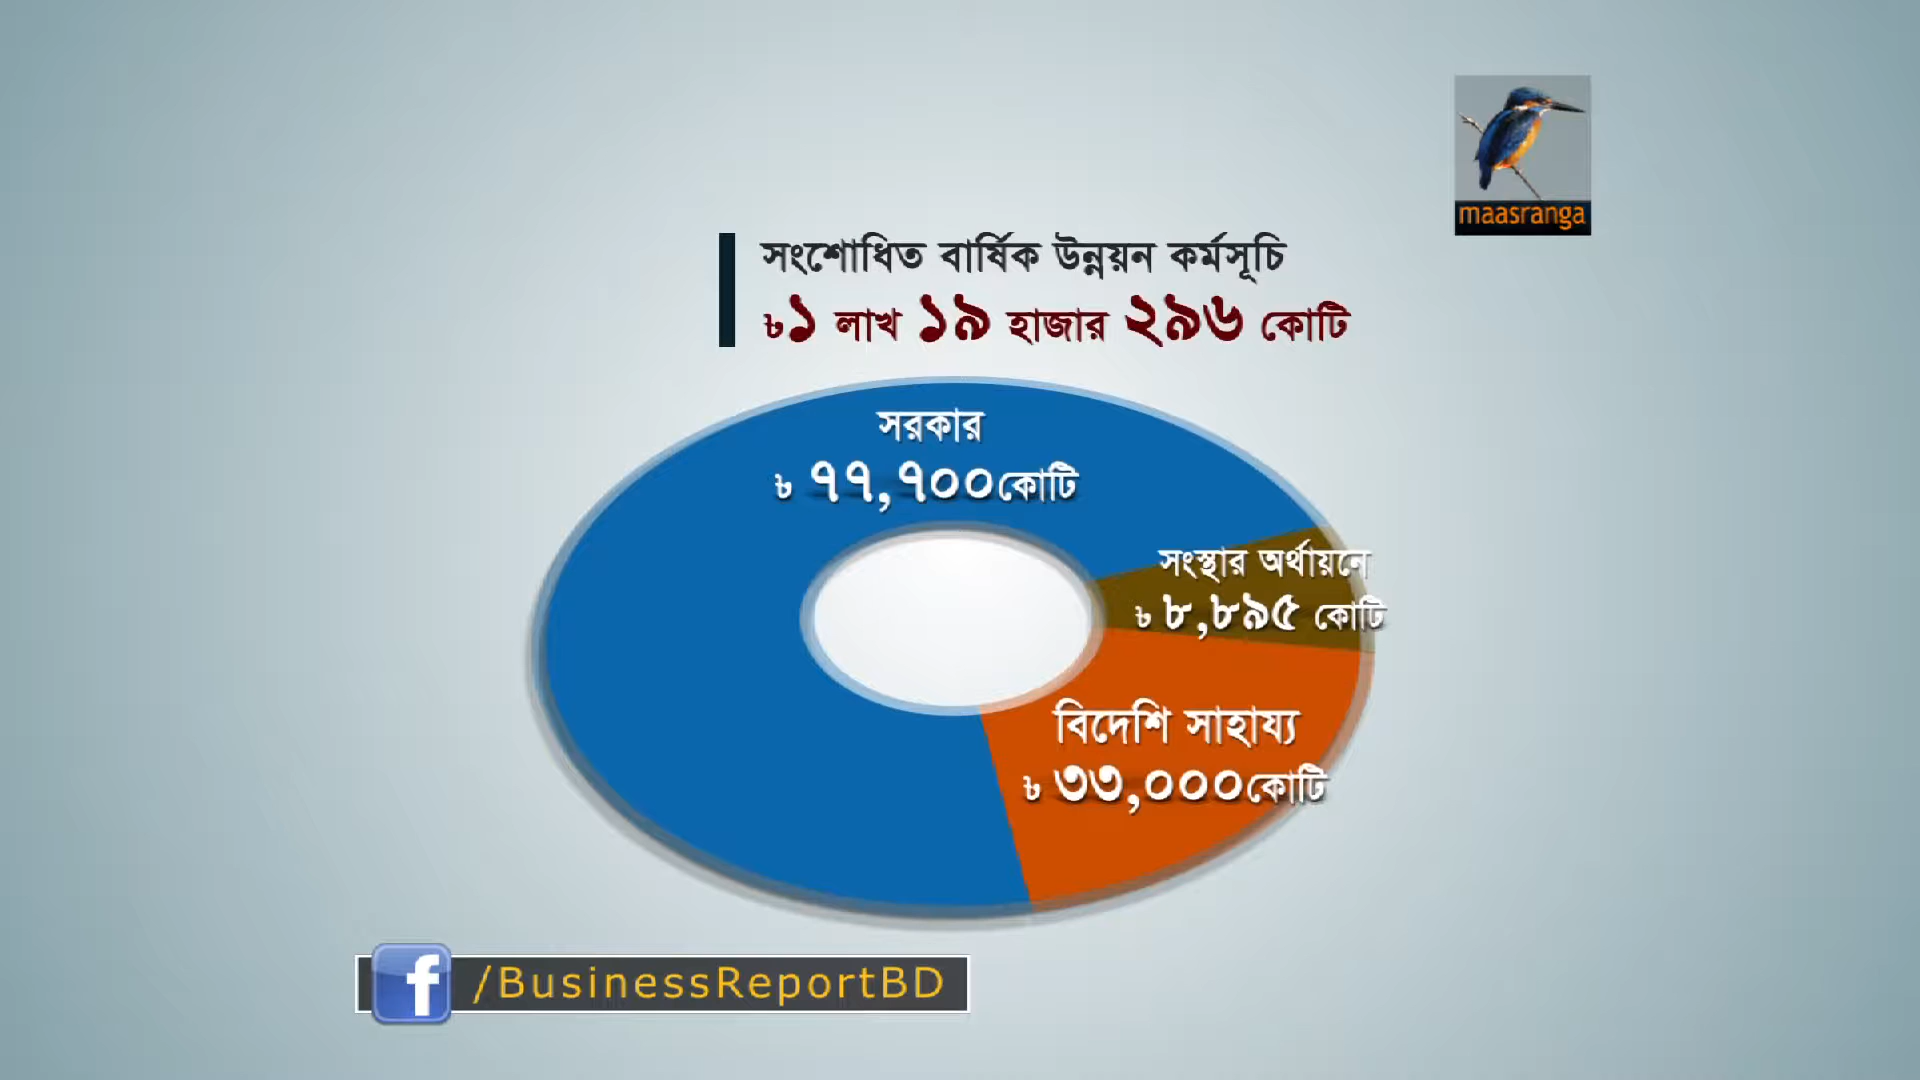 maasranga
সংশোধিত বার্ষিক উন্নয়ন কর্মসূচি
৳১ লাখ ১৯ হাজার ২৯৬ কোটি
সরকার
৳ ৭৭,৭০০কোটি
সংস্থার অর্থায়নে
৳ ৮,৮৯৫ কোটি
বিদেশি সাহায্য
৳ ৩৩,০০০কোটি
f /BusinessReportBD